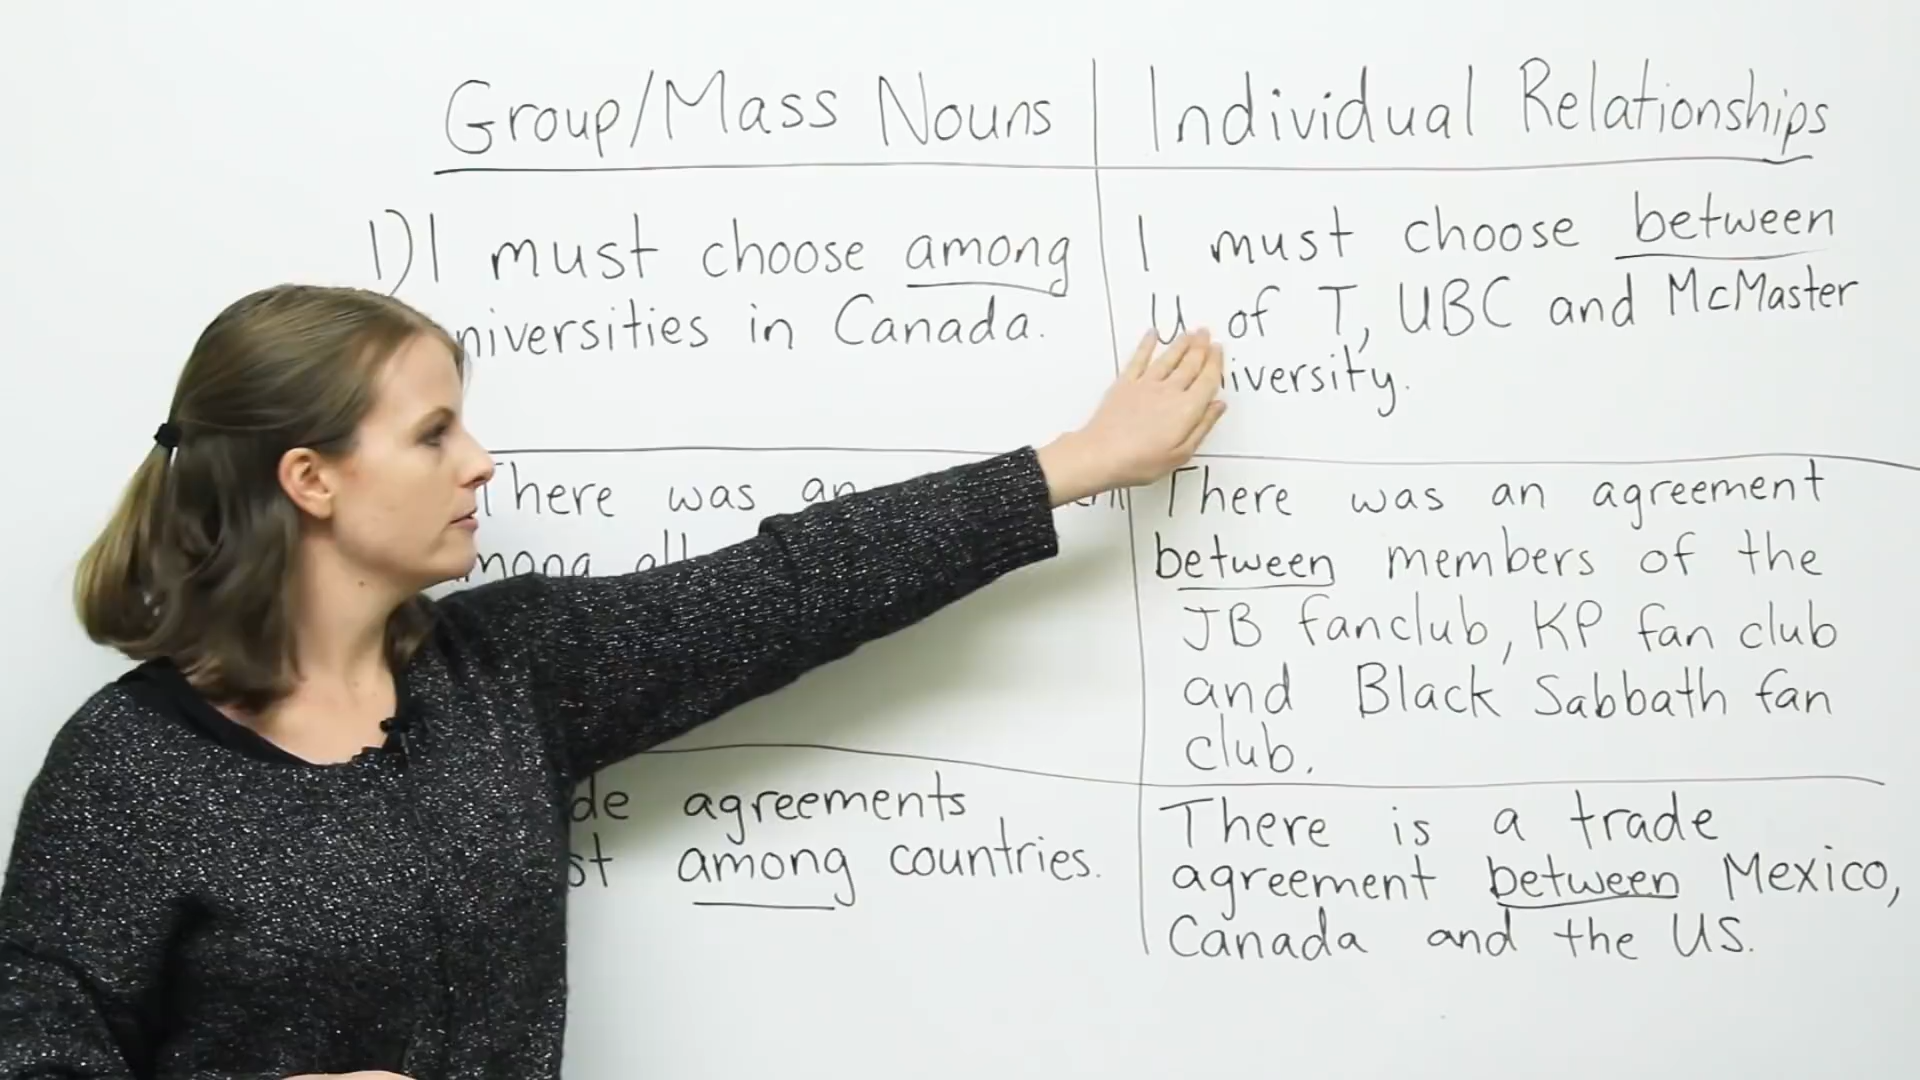 Group/Mass Nouns
1) I must choose among
niversities in Canada.
here was an
mong all
de agreements
st among countries.
Individual Relationships
I must choose between
U of T, UBC and McMaster
iversity.
There was an agreement
between members of the
JB fanclub, KP fan club
and Black Sabbath fan
club.
There is a trade
agreement between Mexico,
Canada and the US.